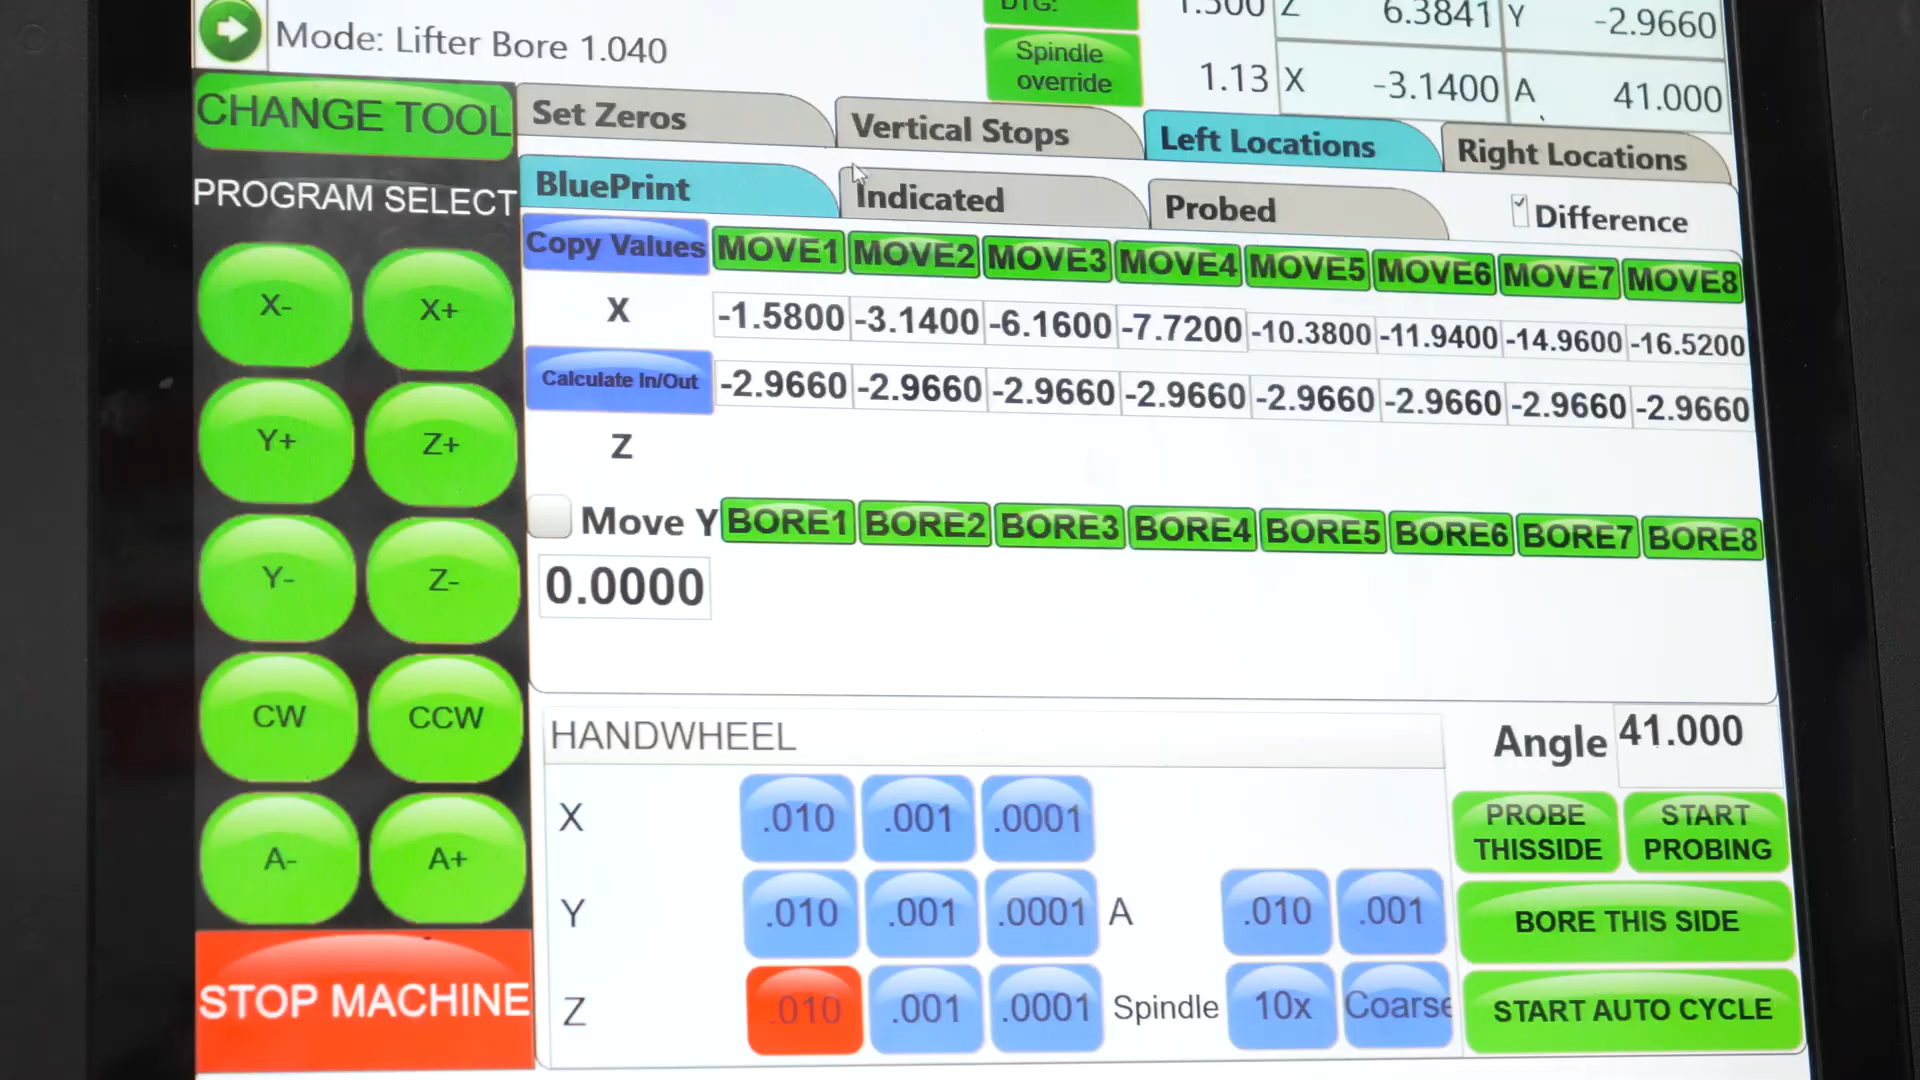 DTG: 1.500 Z 6.3841 Y -2.9660
Mode: Lifter Bore 1.040
Spindle override 1.13 X -3.1400 A 41.000
CHANGE TOOL
Set Zeros Vertical Stops Left Locations Right Locations
PROGRAM SELECT
BluePrint Indicated Probed Difference
Copy Values MOVE1 MOVE2 MOVE3 MOVE4 MOVE5 MOVE6 MOVE7 MOVE8
X -1.5800 -3.1400 -6.1600 -7.7200 -10.3800 -11.9400 -14.9600 -16.5200
Calculate In/Out -2.9660 -2.9660 -2.9660 -2.9660 -2.9660 -2.9660 -2.9660 -2.9660
Z
Move Y BORE1 BORE2 BORE3 BORE4 BORE5 BORE6 BORE7 BORE8
0.0000
X- X+
Y+ Z+
Y- Z-
CW CCW
A- A+
STOP MACHINE
HANDWHEEL
X .010 .001 .0001
Y .010 .001 .0001 A .010 .001
Z .010 .001 .0001 Spindle 10x Coarse
Angle 41.000
PROBE THISSIDE
START PROBING
BORE THIS SIDE
START AUTO CYCLE